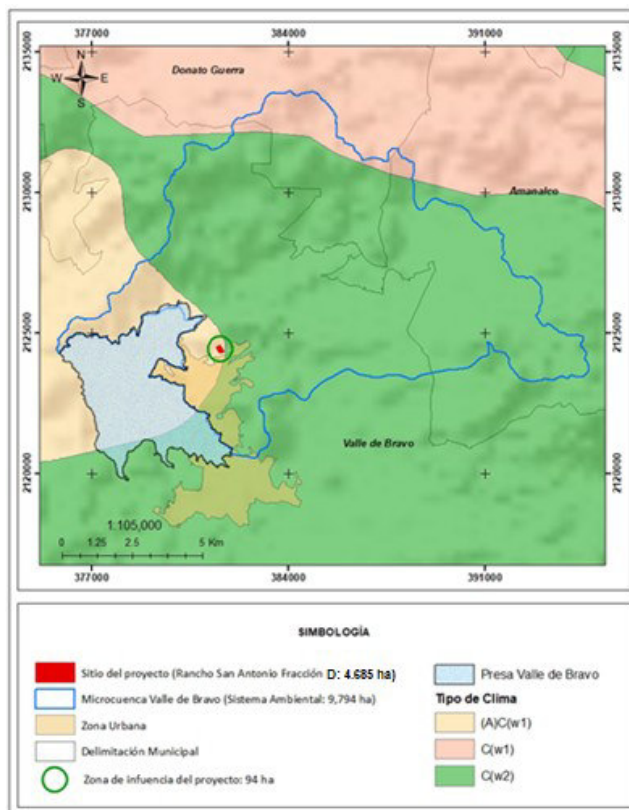 377000 384000 391000
2135000 2135000
N
W E
S
Donato Guerra
2130000 2130000
Amanalco
2125000 2125000
Valle de Bravo
2120000 2120000
1:105,000
0 1.25 2.5 5 Km
377000 384000 391000
SIMBOLOGÍA
Sitio del proyecto (Rancho San Antonio Fracción D: 4.685 ha)
Microcuenca Valle de Bravo (Sistema Ambiental: 9,794 ha)
Zona Urbana
Delimitación Municipal
Zona de infuencia del proyecto: 94 ha
Presa Valle de Bravo
Tipo de Clima
(A)C(w1)
C(w1)
C(w2)